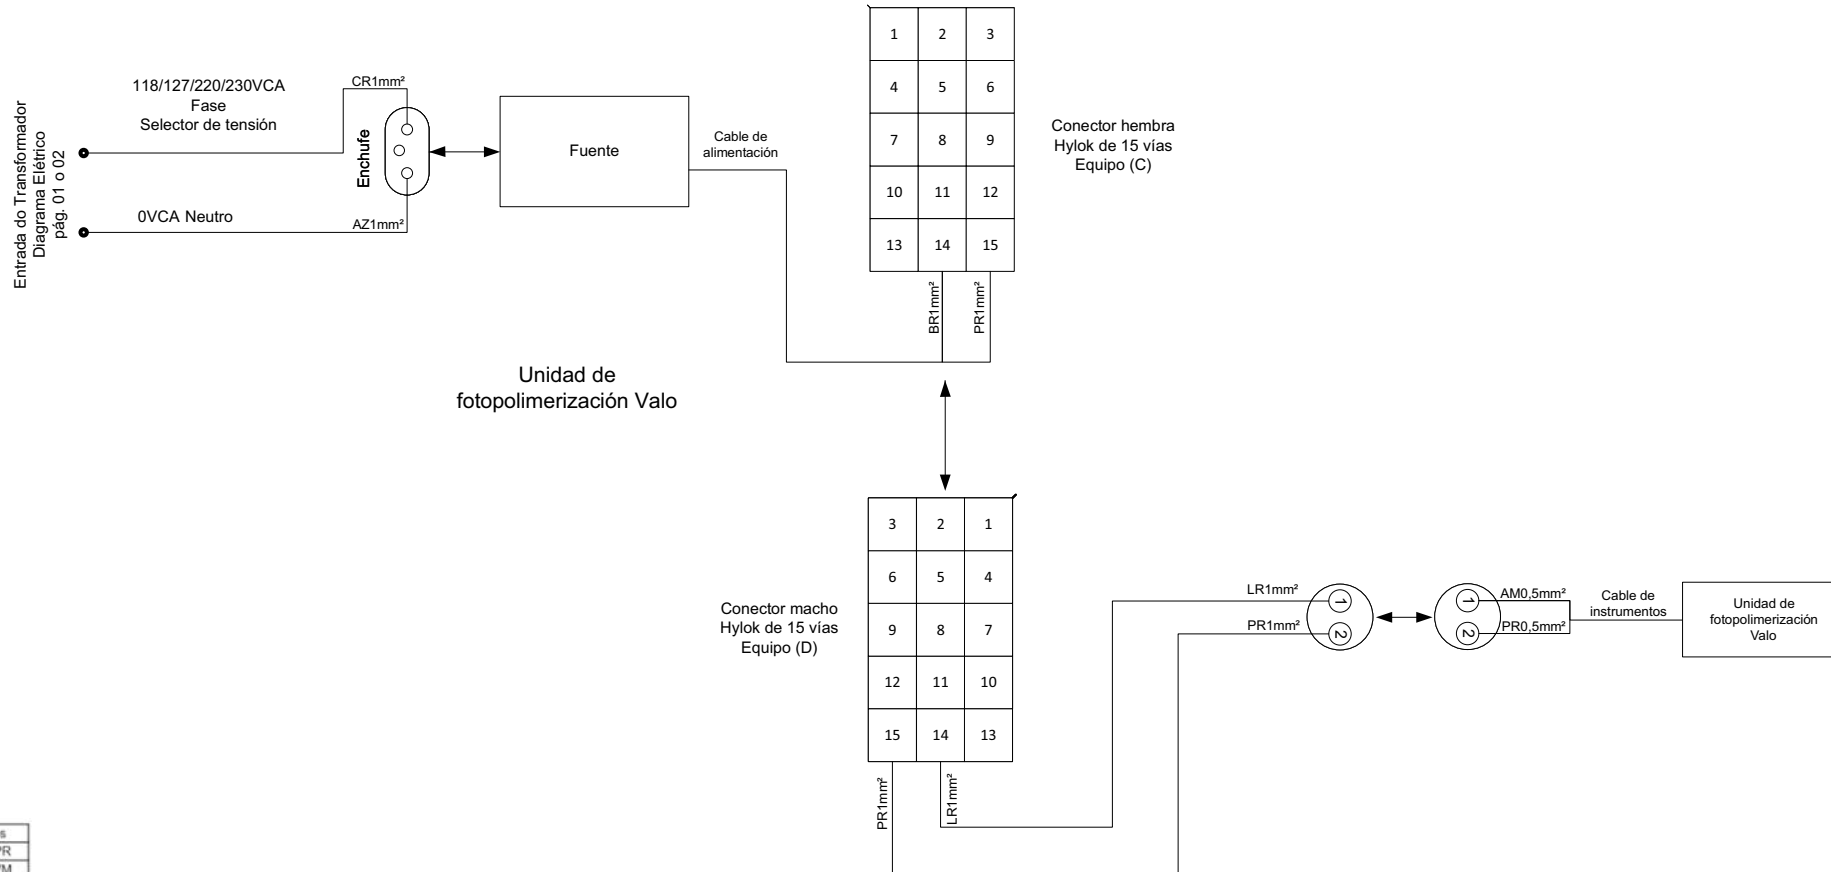 Entrada do Transformador
Diagrama Elétrico
pág. 01 o 02
118/127/220/230VCA
Fase
Selector de tensión
0VCA Neutro
CR1mm²
AZ1mm²
Enchufe
Fuente
Cable de
alimentación
1 2 3
4 5 6
7 8 9
10 11 12
13 14 15
BR1mm²
PR1mm²
Conector hembra
Hylok de 15 vías
Equipo (C)
Unidad de
fotopolimerización Valo
Conector macho
Hylok de 15 vías
Equipo (D)
3 2 1
6 5 4
9 8 7
12 11 10
15 14 13
PR1mm²
LR1mm²
LR1mm²
PR1mm²
1
2
1
2
AM0,5mm²
PR0,5mm²
Cable de
instrumentos
Unidad de
fotopolimerización
Valo